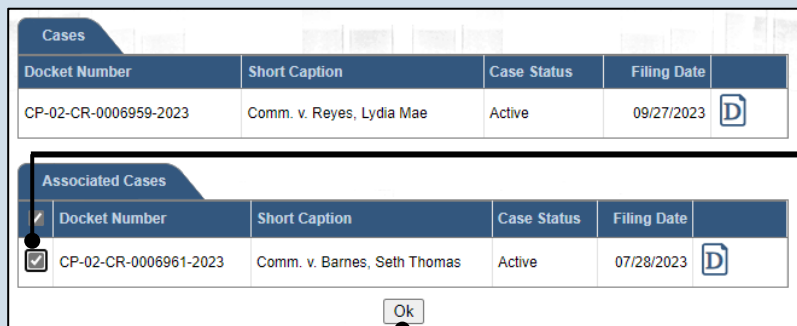 Cases
Docket Number Short Caption Case Status Filing Date
CP-02-CR-0006959-2023 Comm. v. Reyes, Lydia Mae Active 09/27/2023 D
Associated Cases
Docket Number Short Caption Case Status Filing Date
CP-02-CR-0006961-2023 Comm. v. Barnes, Seth Thomas Active 07/28/2023 D
Ok